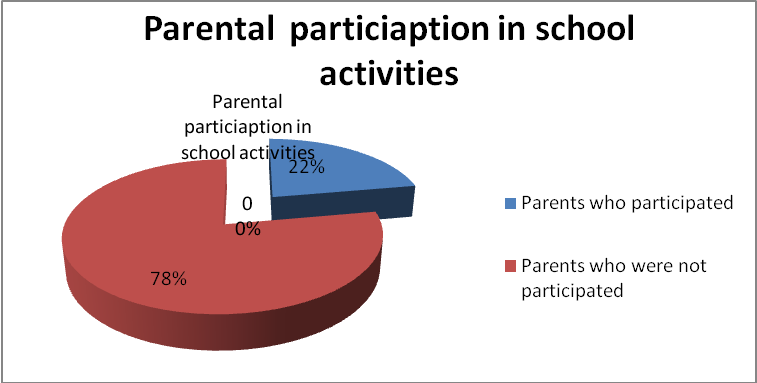 Parental particiaption in school
activities
Parental
particiaption in
school activities
22%
0
0%
78%
Parents who participated
Parents who were not
participated